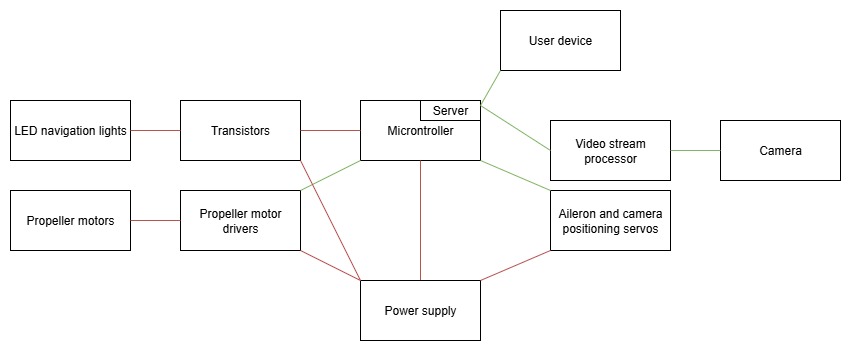 User device
Server
LED navigation lights
Transistors
Microntroller
Video stream
processor
Camera
Propeller motors
Propeller motor
drivers
Aileron and camera
positioning servos
Power supply